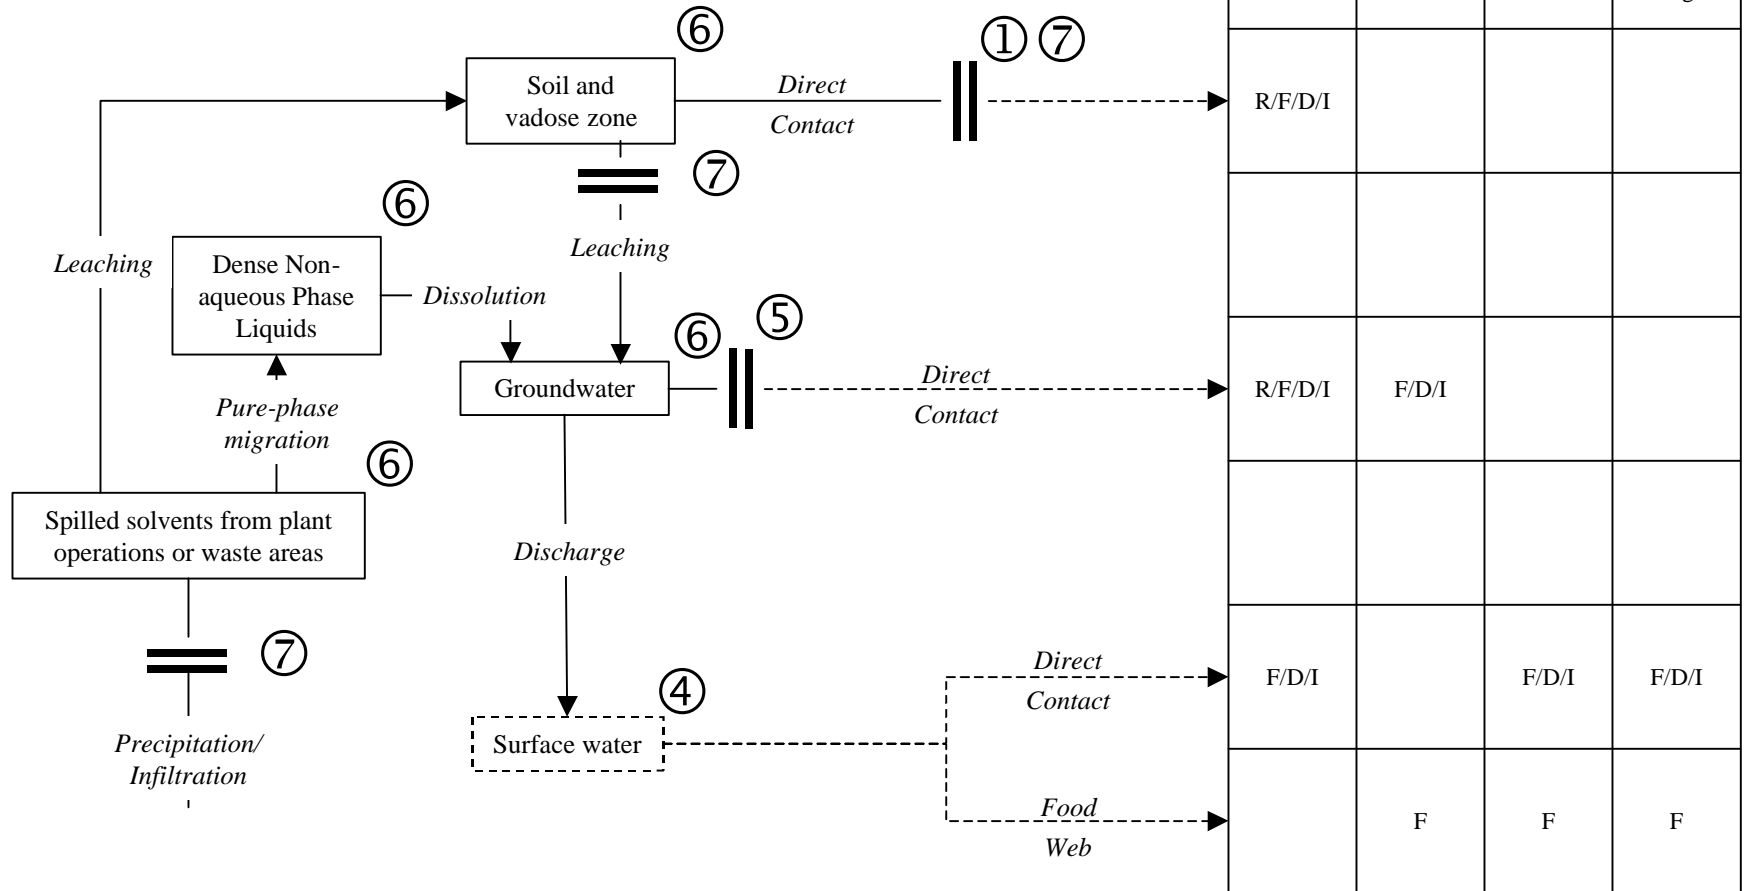 g
⑥
① ⑦
Soil and
vadose zone
Direct
Contact
R/F/D/I
⑦
⑥
Leaching
Leaching
Dense Non-
aqueous Phase
Liquids
Dissolution
⑤
⑥
Groundwater
Direct
Contact
R/F/D/I
F/D/I
Pure-phase
migration
⑥
Spilled solvents from plant
operations or waste areas
Discharge
⑦
④
Direct
Contact
F/D/I
F/D/I
F/D/I
Surface water
Precipitation/
Infiltration
Food
Web
F
F
F